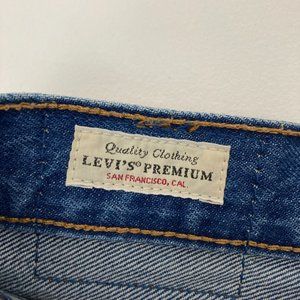 Quality Clothing
LEVI'S® PREMIUM
SAN FRANCISCO, CAL